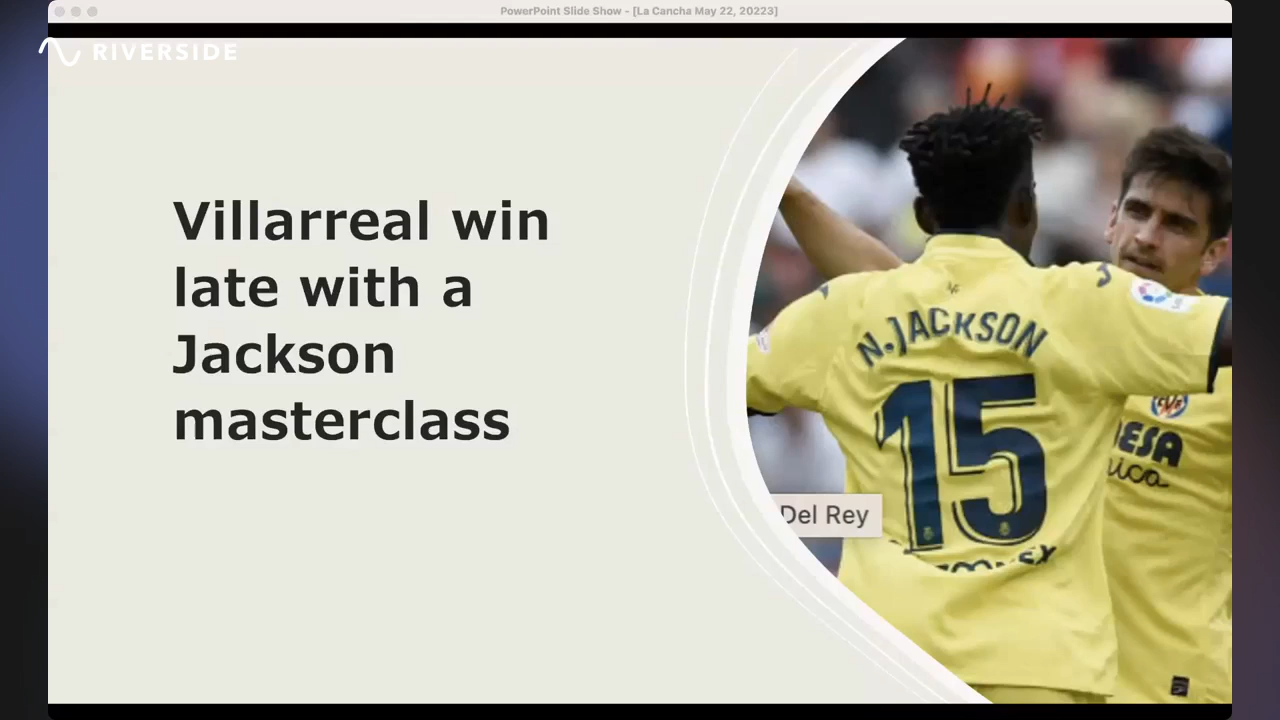 PowerPoint Slide Show - [La Cancha May 22, 20223]
RIVERSIDE
Villarreal win
late with a
Jackson
masterclass
N.JACKSON
15
Del Rey